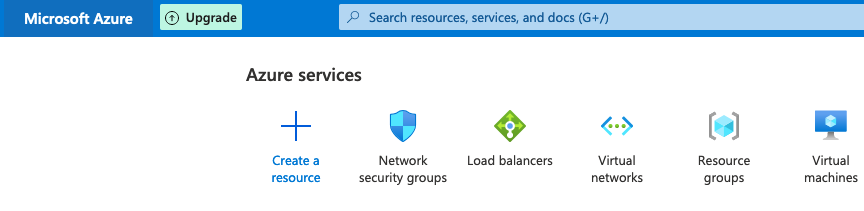 Microsoft Azure
Upgrade
Search resources, services, and docs (G+/)
Azure services
Create a
resource
Network
security groups
Load balancers
Virtual
networks
Resource
groups
Virtual
machines